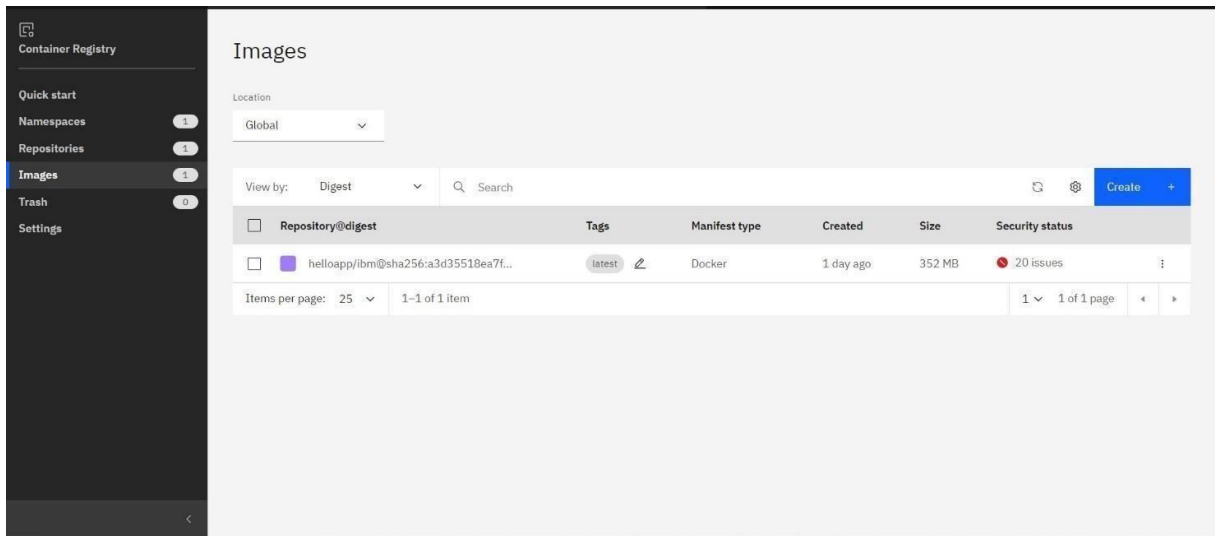 Container Registry
Quick start
Namespaces 1
Repositories 1
Images 1
Trash 0
Settings
Images
Location
Global
View by: Digest Search Create +
Repository@digest Tags Manifest type Created Size Security status
helloapp/ibm@sha256:a3d35518ea7f... latest Docker 1 day ago 352 MB 20 issues
Items per page: 25 1–1 of 1 item 1 1 of 1 page